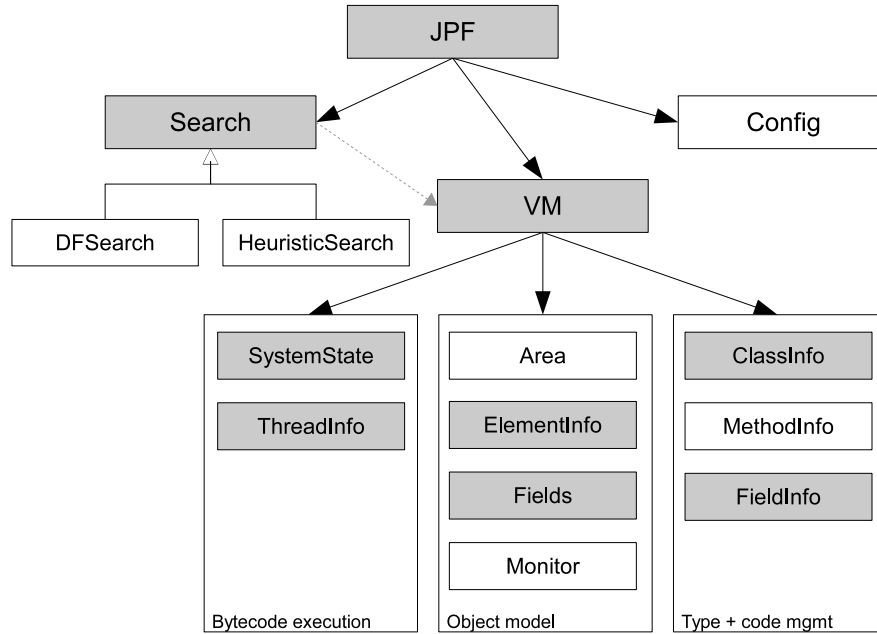 JPF
Search
Config
VM
DFSearch
HeuristicSearch
SystemState
ThreadInfo
Bytecode execution
Area
ElementInfo
Fields
Monitor
Object model
ClassInfo
MethodInfo
FieldInfo
Type + code mgmt